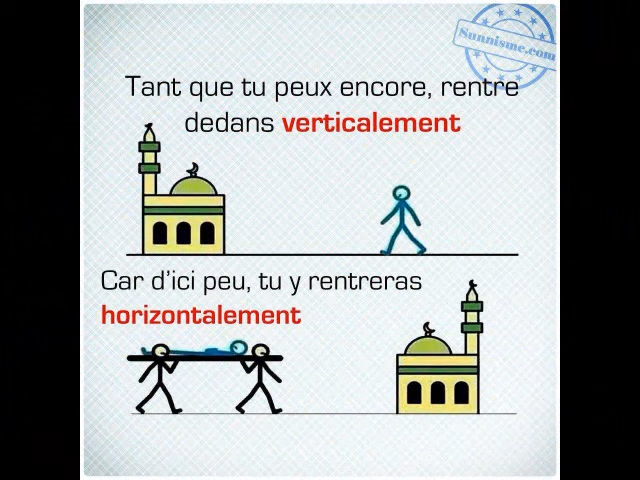 Sunnisme.com
Tant que tu peux encore, rentre
dedans verticalement
Car d'ici peu, tu y rentreras
horizontalement